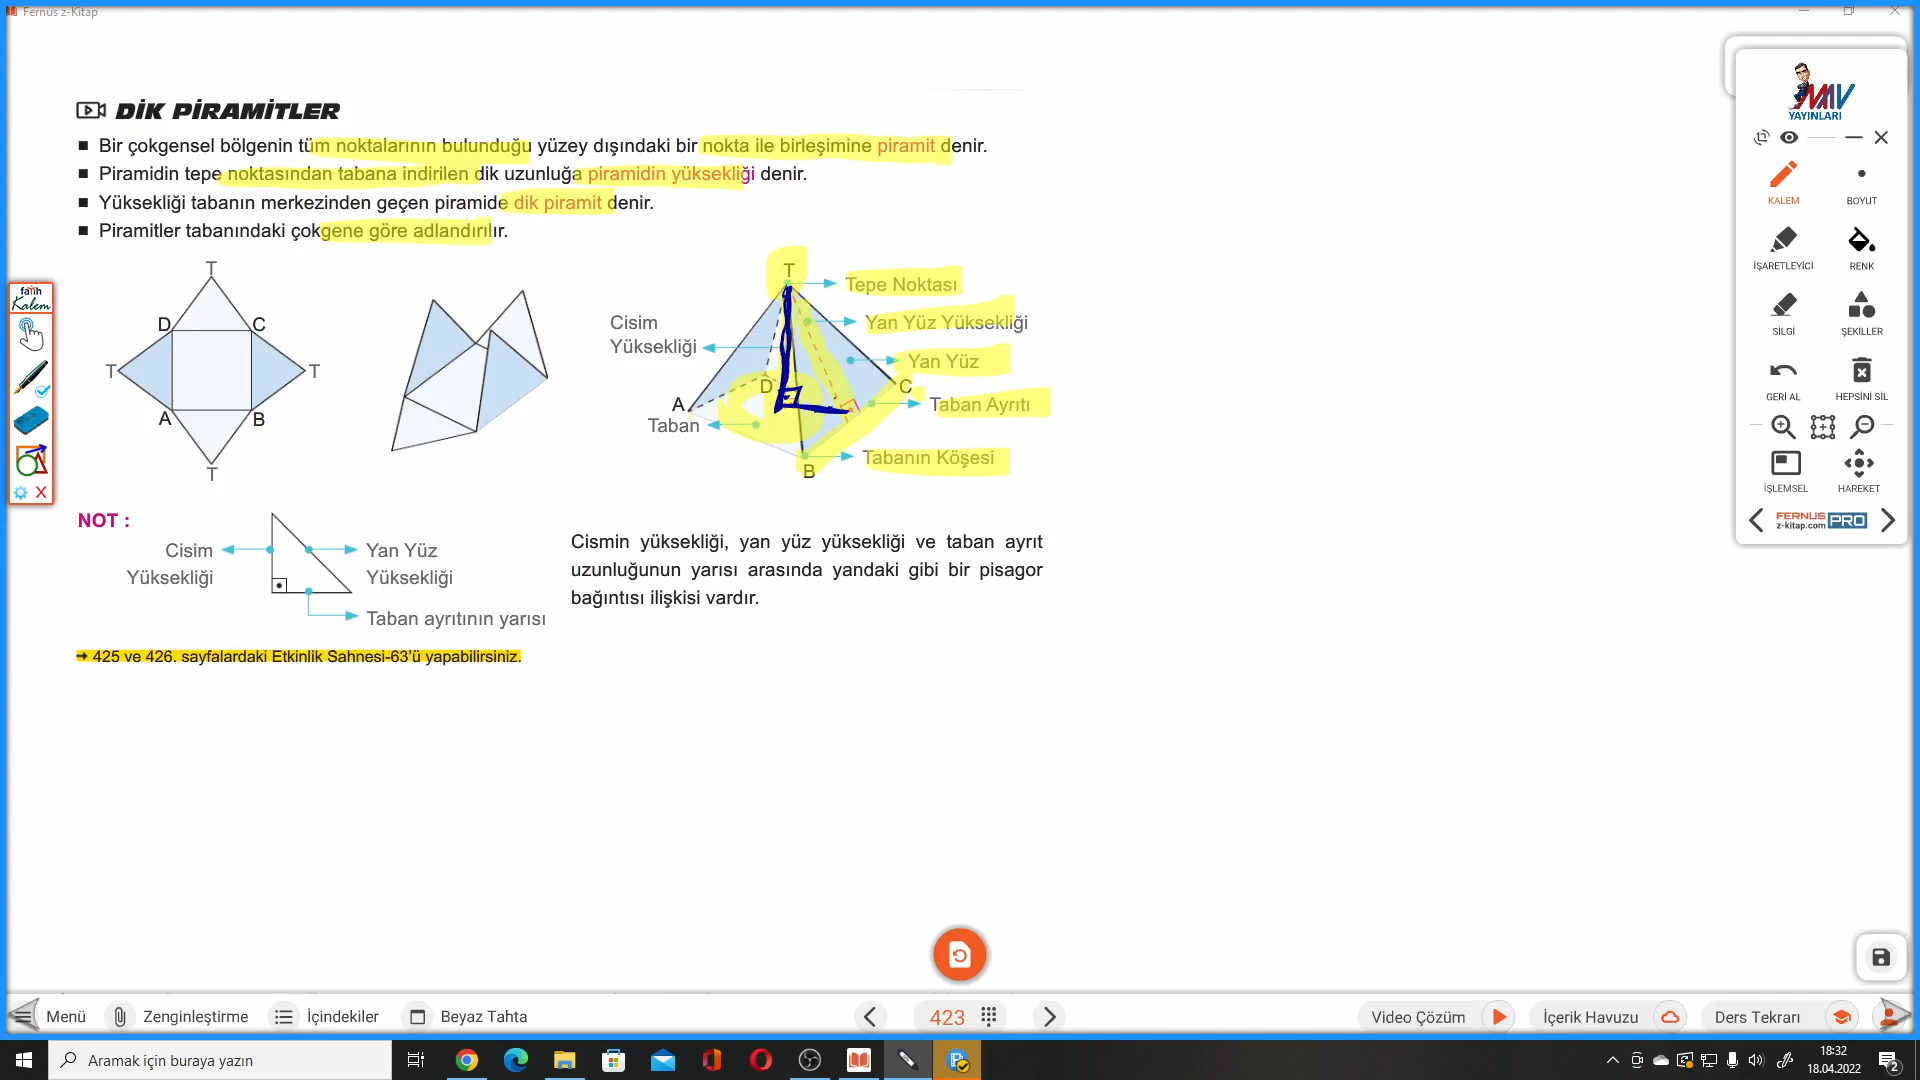 Fernus z-Kitap
DİK PİRAMİTLER
■ Bir çokgensel bölgenin tüm noktalarının bulunduğu yüzey dışındaki bir nokta ile birleşimine piramit denir.
■ Piramidin tepe noktasından tabana indirilen dik uzunluğa piramidin yüksekliği denir.
■ Yüksekliği tabanın merkezinden geçen piramide dik piramit denir.
■ Piramitler tabanındaki çokgene göre adlandırılır.
T
D C
T T
A B
T
T
Tepe Noktası
Cisim
Yüksekliği
Yan Yüz Yüksekliği
Yan Yüz
D C
A
Taban Ayrıtı
Taban
Tabanın Köşesi
B
NOT :
Cisim
Yüksekliği
Yan Yüz
Yüksekliği
Taban ayrıtının yarısı
Cismin yüksekliği, yan yüz yüksekliği ve taban ayrıt
uzunluğunun yarısı arasında yandaki gibi bir pisagor
bağıntısı ilişkisi vardır.
→ 425 ve 426. sayfalardaki Etkinlik Sahnesi-63'ü yapabilirsiniz.
fatih
Kalem
X
MAV
YAYINLARI
KALEM BOYUT
İŞARETLEYİCİ RENK
SİLGİ ŞEKİLLER
GERİ AL HEPSİNİ SİL
İŞLEMSEL HAREKET
FERNUS
z-kitap.com PRO
Menü Zenginleştirme İçindekiler Beyaz Tahta 423 Video Çözüm İçerik Havuzu Ders Tekrarı
Aramak için buraya yazın
18:32
18.04.2022
2